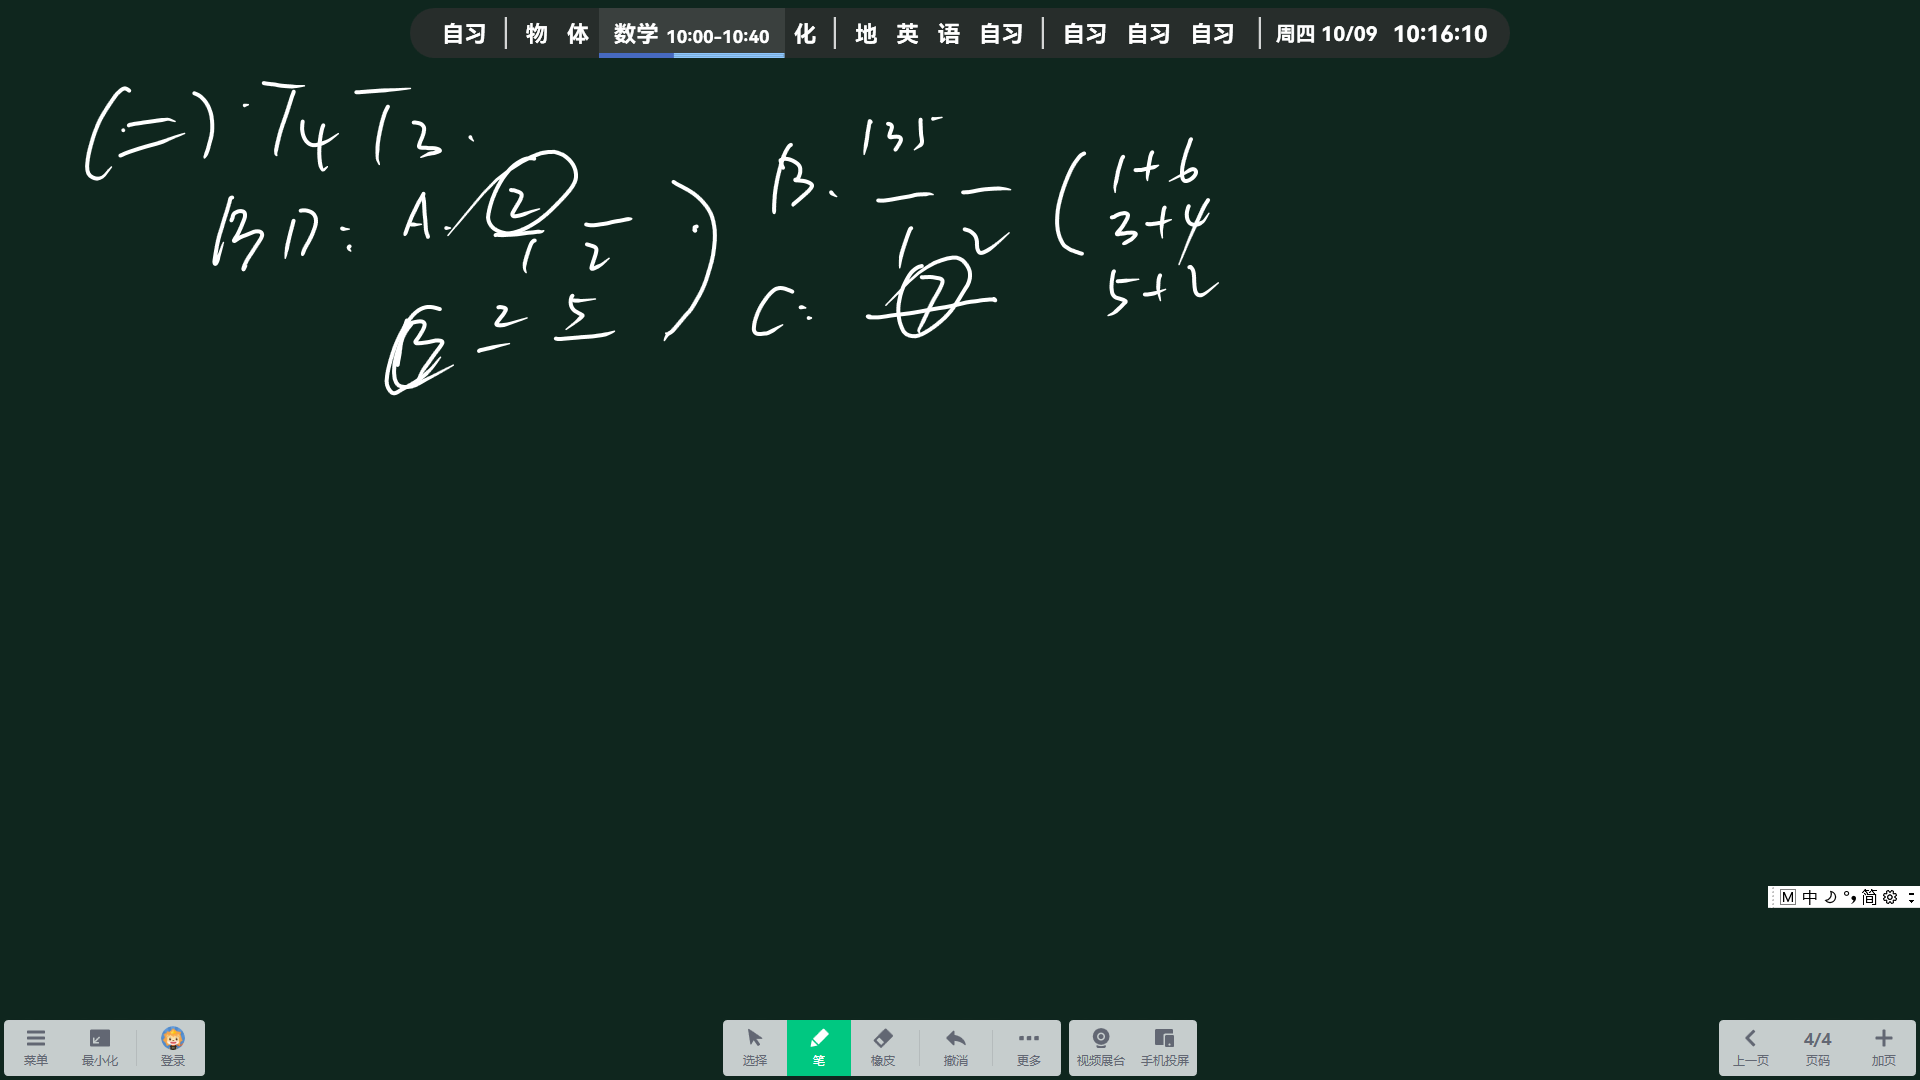 自习 | 物 体 数学 10:00-10:40 化 | 地 英 语 自习 | 自习 自习 自习 | 周四 10/09 10:16:10
(=)· T4 T3.
BD: A. ② 1 2
B 2 5 )
B. 135 1 2 (1+6
3+4
5+2
C: ⑦
M 中 简
菜单 最小化 登录
选择 笔 橡皮 撤消 更多 视频展台 手机投屏
上一页 4/4 页码 加页